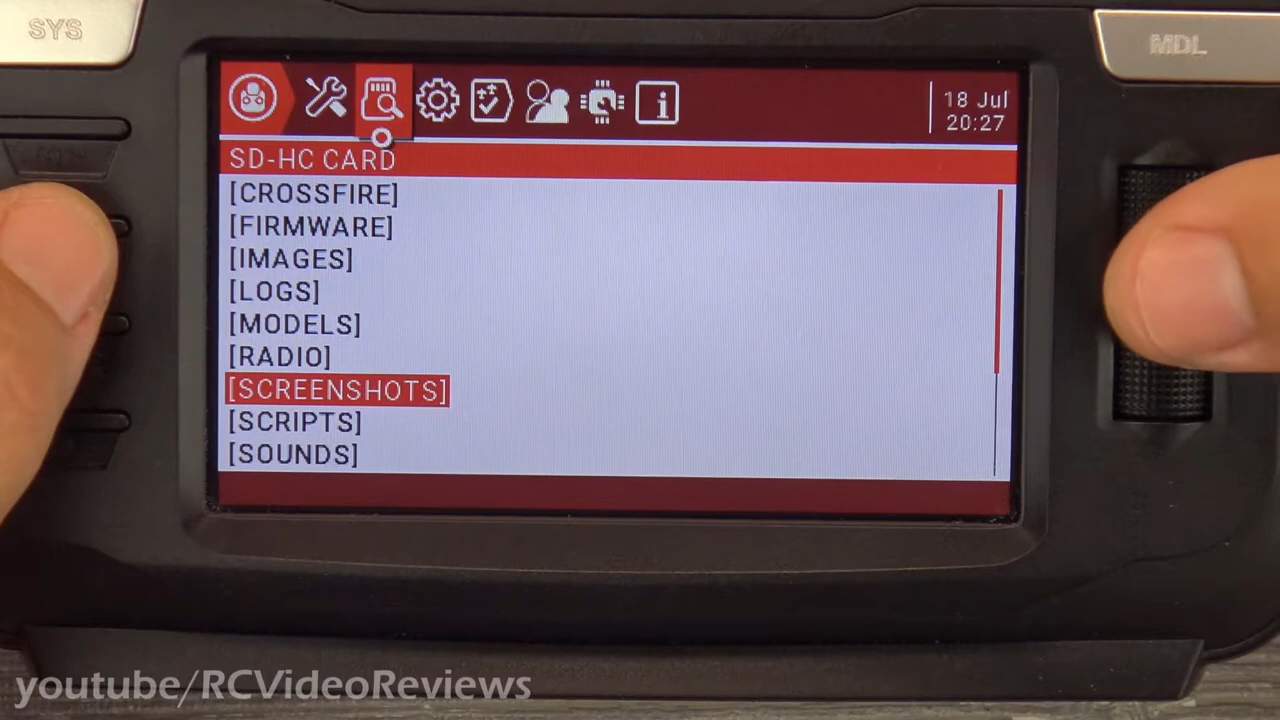 SYS
MDL
18 Jul
20:27
SD-HC CARD
[CROSSFIRE]
[FIRMWARE]
[IMAGES]
[LOGS]
[MODELS]
[RADIO]
[SCREENSHOTS]
[SCRIPTS]
[SOUNDS]
youtube/RCVideoReviews